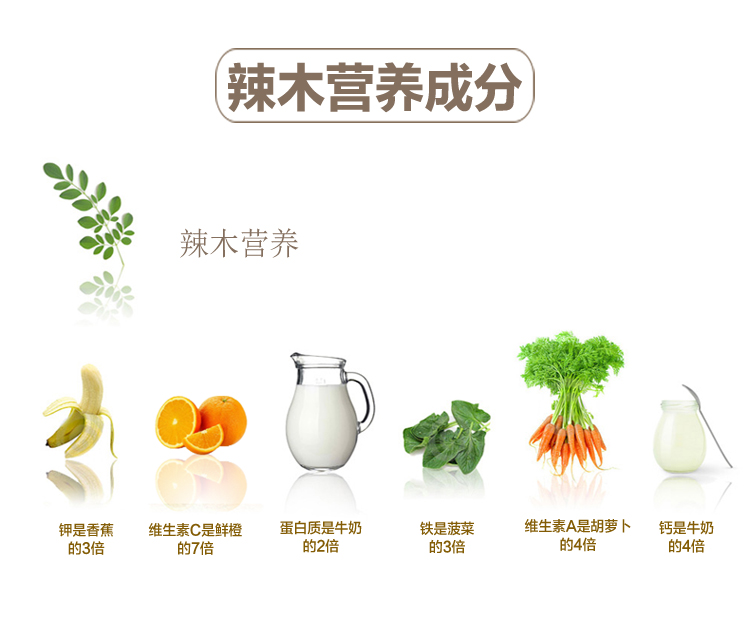 辣木营养成分
辣木营养
钾是香蕉
的3倍
维生素C是鲜橙
的7倍
蛋白质是牛奶
的2倍
铁是菠菜
的3倍
维生素A是胡萝卜
的4倍
钙是牛奶
的4倍